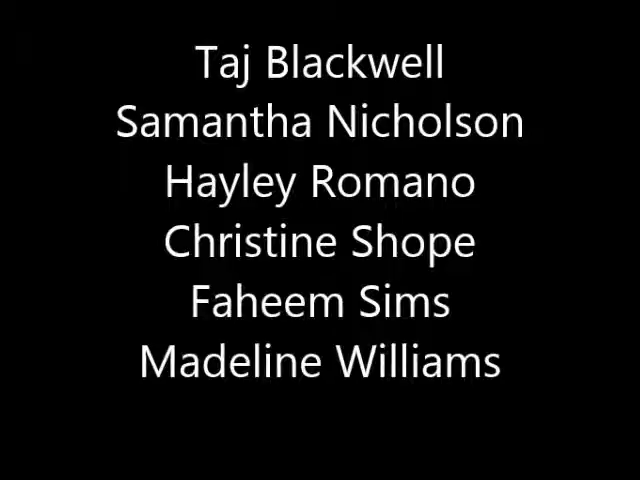 Taj Blackwell
Samantha Nicholson
Hayley Romano
Christine Shope
Faheem Sims
Madeline Williams